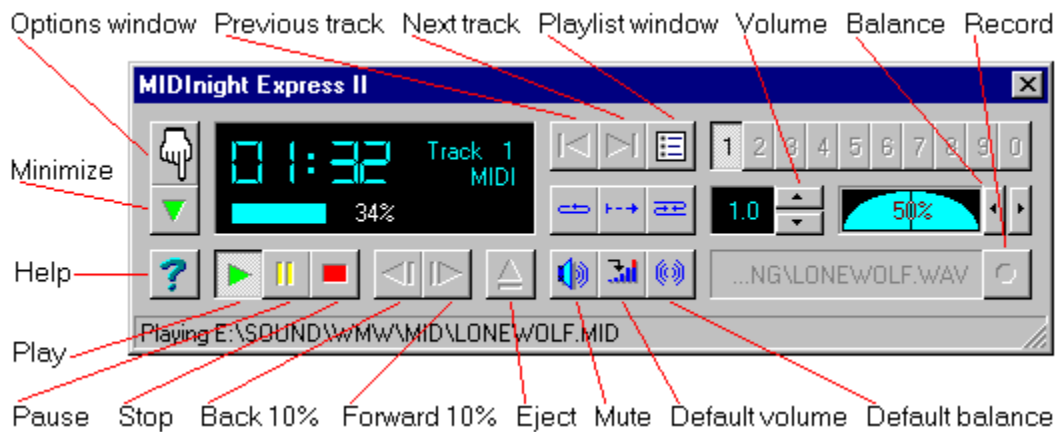 Options window Previous track Next track Playlist window Volume Balance Record
MIDInight Express II
Minimize
01:32 Track 1
MIDI
34%
1 2 3 4 5 6 7 8 9 0
1.0 50%
Help
?
...NG\LONEWOLF.WAV
Playing E:\SOUND\WMW\MID\LONEWOLF.MID
Play
Pause Stop Back 10% Forward 10% Eject Mute Default volume Default balance